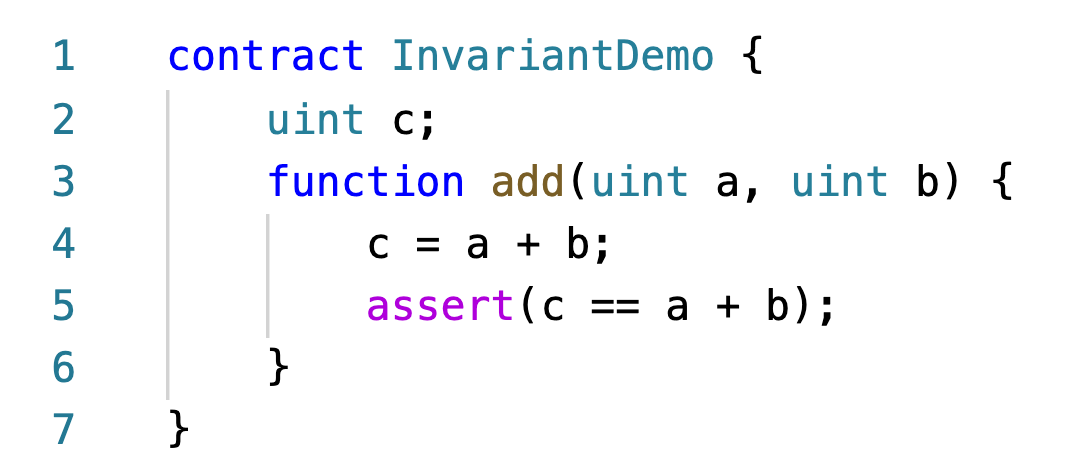 1 contract InvariantDemo {
2 uint c;
3 function add(uint a, uint b) {
4 c = a + b;
5 assert(c == a + b);
6 }
7 }